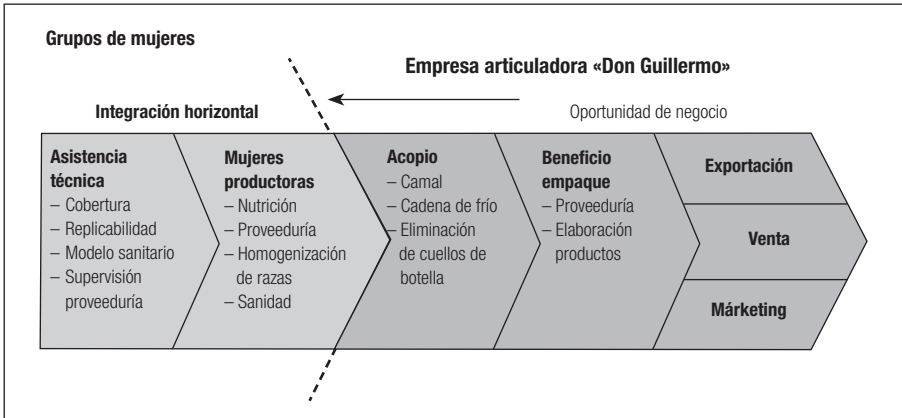 Grupos de mujeres
Empresa articuladora «Don Guillermo»
Integración horizontal
Oportunidad de negocio
Asistencia
técnica
– Cobertura
– Replicabilidad
– Modelo sanitario
– Supervisión
proveeduría
Mujeres
productoras
– Nutrición
– Proveeduría
– Homogenización
de razas
– Sanidad
Acopio
– Camal
– Cadena de frío
– Eliminación
de cuellos de
botella
Beneficio
empaque
– Proveeduría
– Elaboración
productos
Exportación
Venta
Márketing